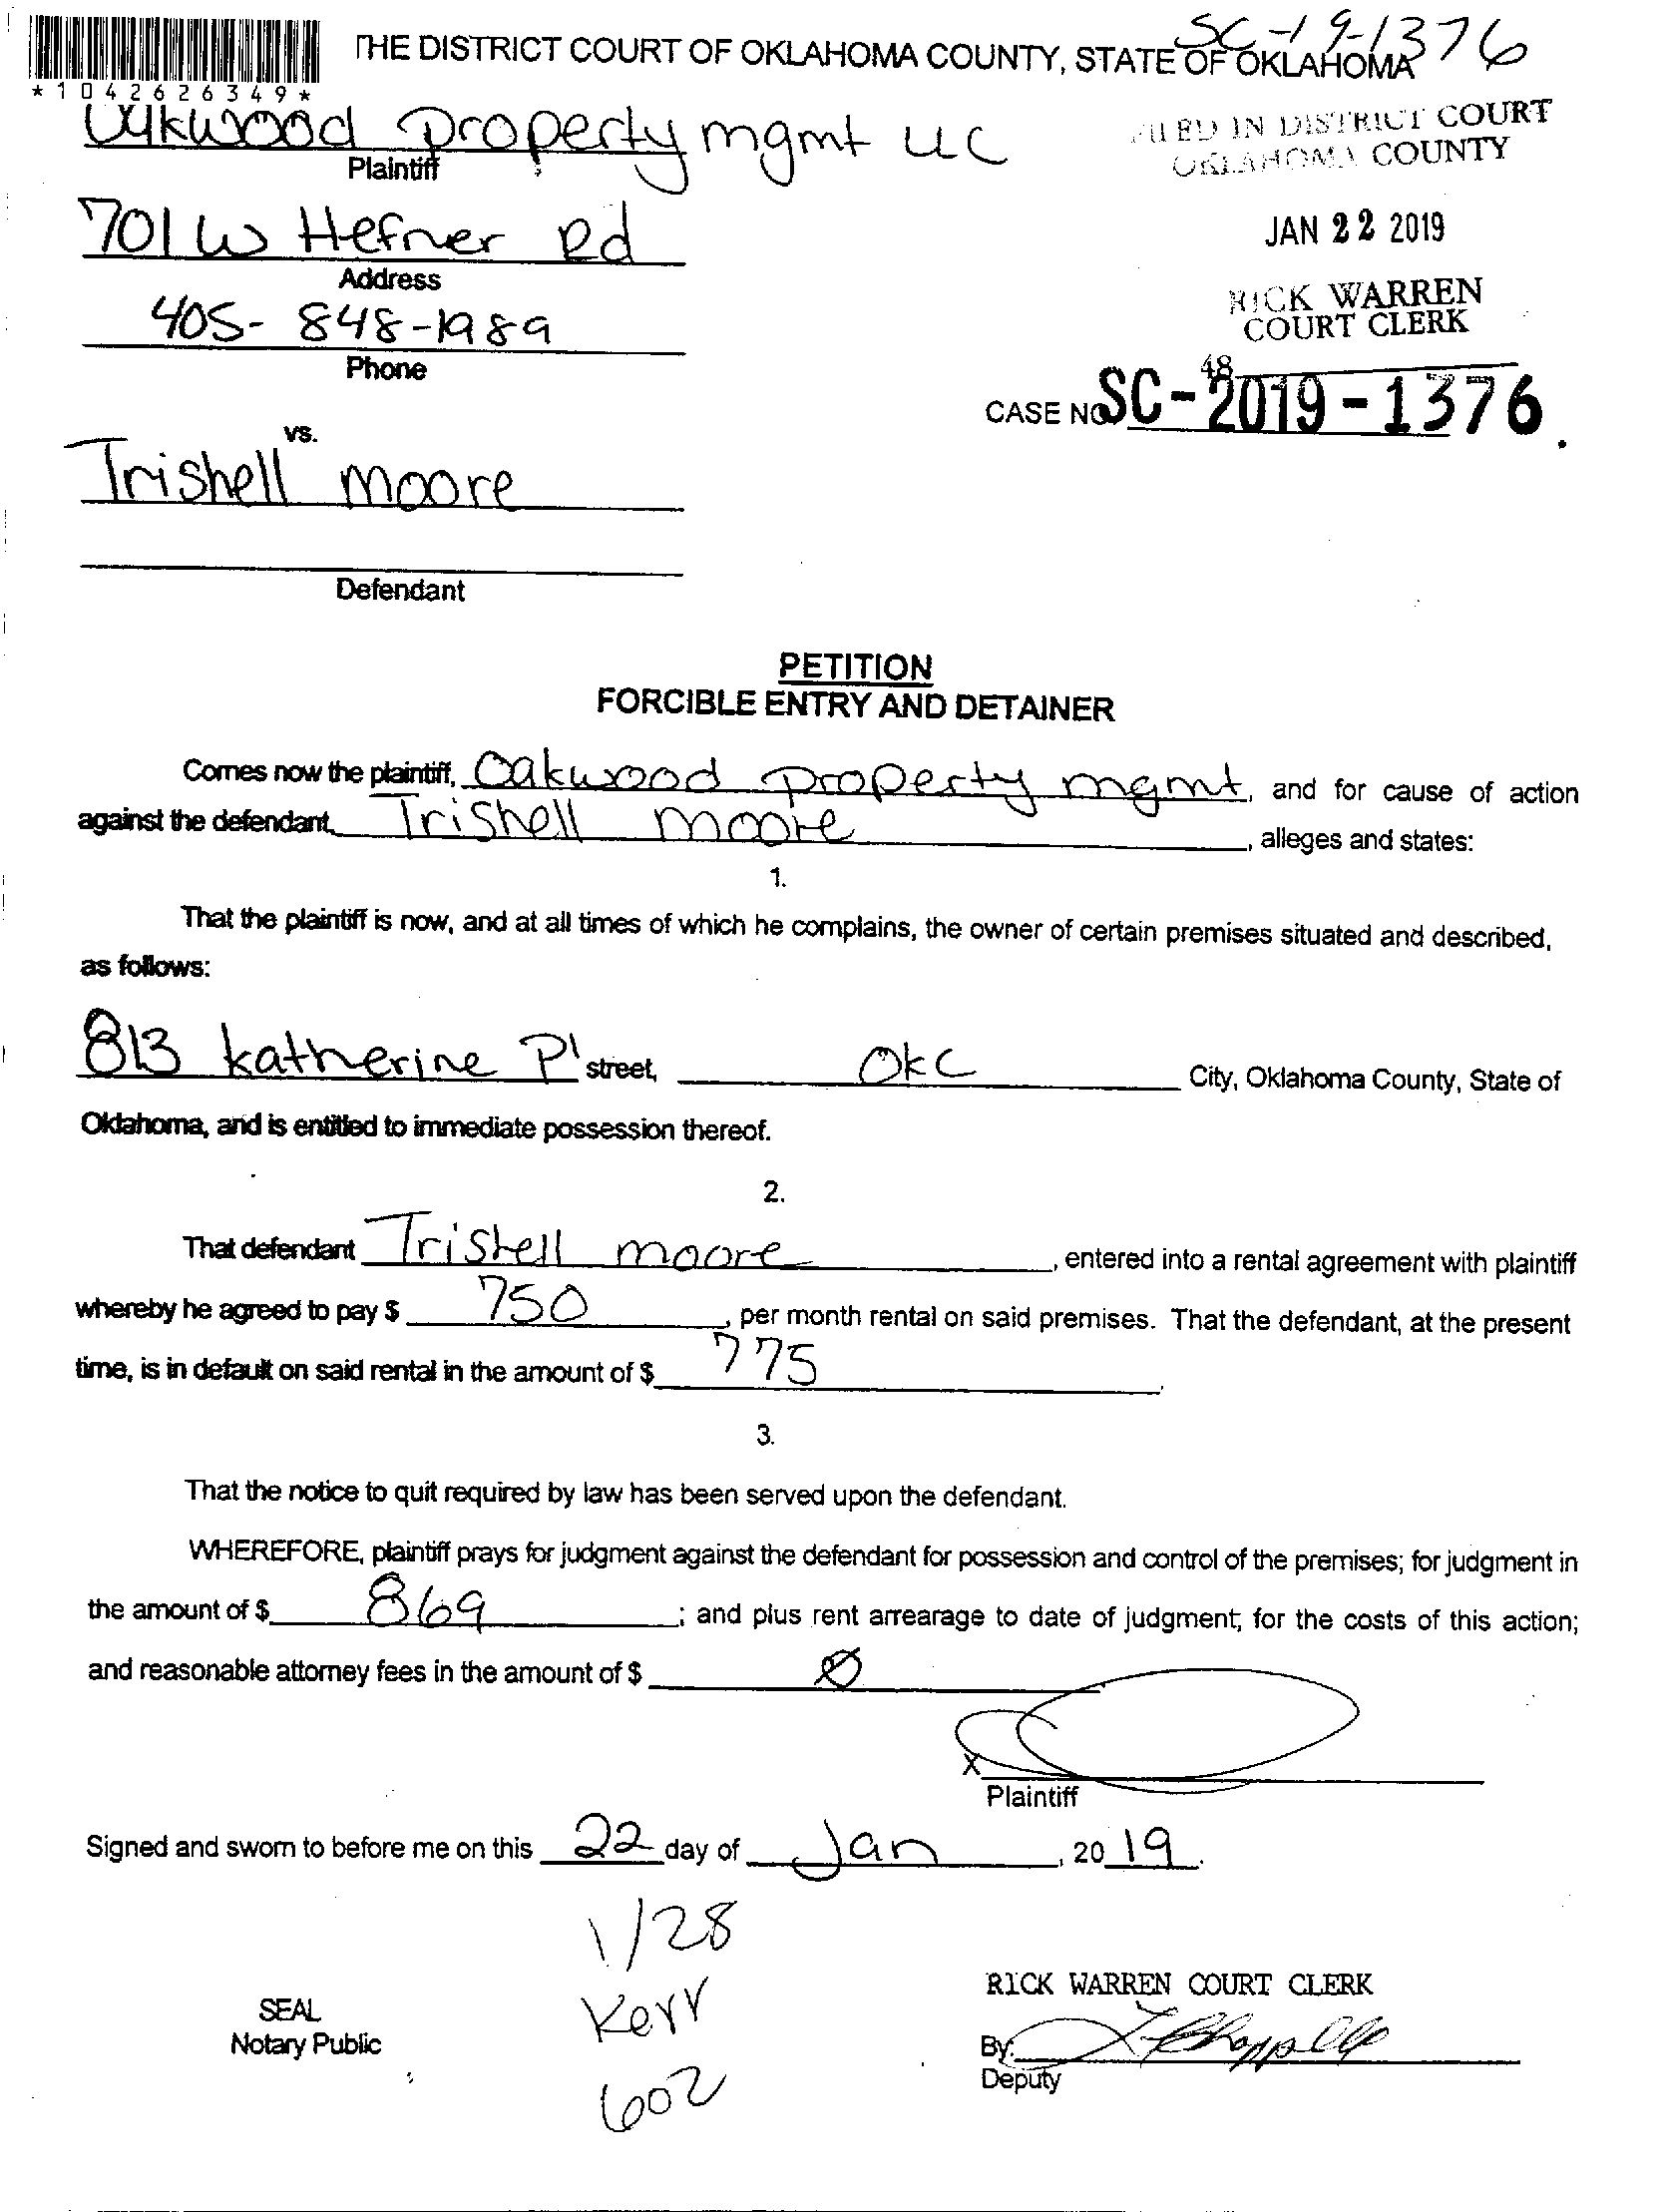 SC-19-1376
THE DISTRICT COURT OF OKLAHOMA COUNTY, STATE OF OKLAHOMA
*1042626349*
Oakwood property mgmt LLC
Plaintiff
FILED IN DISTRICT COURT
OKLAHOMA COUNTY
701 W Hefner Rd
Address
JAN 22 2019
405-848-1989
Phone
RICK WARREN
COURT CLERK
48
CASE NO SC-2019-1376.
vs.
Trishell moore
Defendant
PETITION
FORCIBLE ENTRY AND DETAINER
Comes now the plaintiff, Oakwood property mgmt, and for cause of action
against the defendant, Trishell moore, alleges and states:
1.
That the plaintiff is now, and at all times of which he complains, the owner of certain premises situated and described,
as follows:
813 katherine Pl street, OKC City, Oklahoma County, State of
Oklahoma, and is entitled to immediate possession thereof.
2.
That defendant Trishell moore, entered into a rental agreement with plaintiff
whereby he agreed to pay $ 750, per month rental on said premises. That the defendant, at the present
time, is in default on said rental in the amount of $ 775.
3.
That the notice to quit required by law has been served upon the defendant.
WHEREFORE, plaintiff prays for judgment against the defendant for possession and control of the premises; for judgment in
the amount of $ 869; and plus rent arrearage to date of judgment; for the costs of this action;
and reasonable attorney fees in the amount of $ Ø
X
Plaintiff
Signed and sworn to before me on this 22 day of Jan, 2019.
1/28
Kerr
602
SEAL
Notary Public
RICK WARREN COURT CLERK
By: Chappell
Deputy